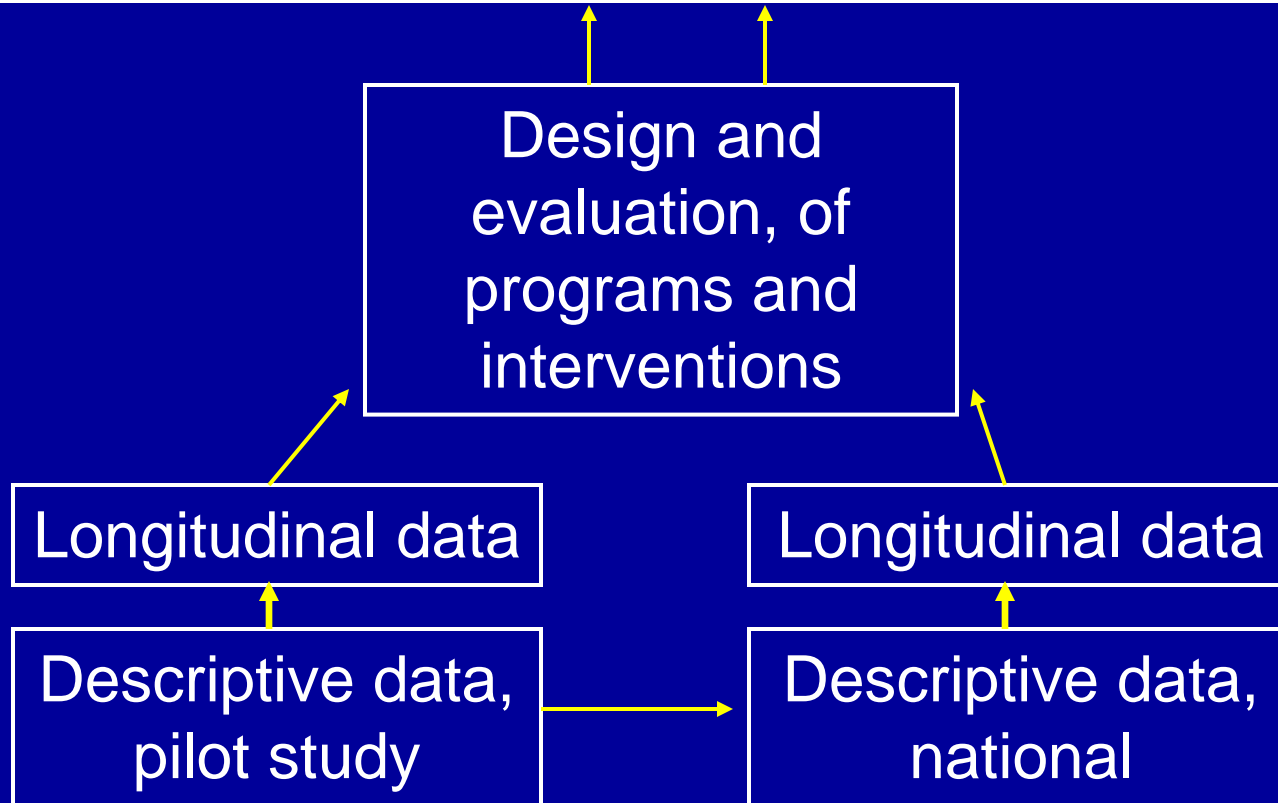 Design and
evaluation, of
programs and
interventions
Longitudinal data
Longitudinal data
Descriptive data,
pilot study
Descriptive data,
national